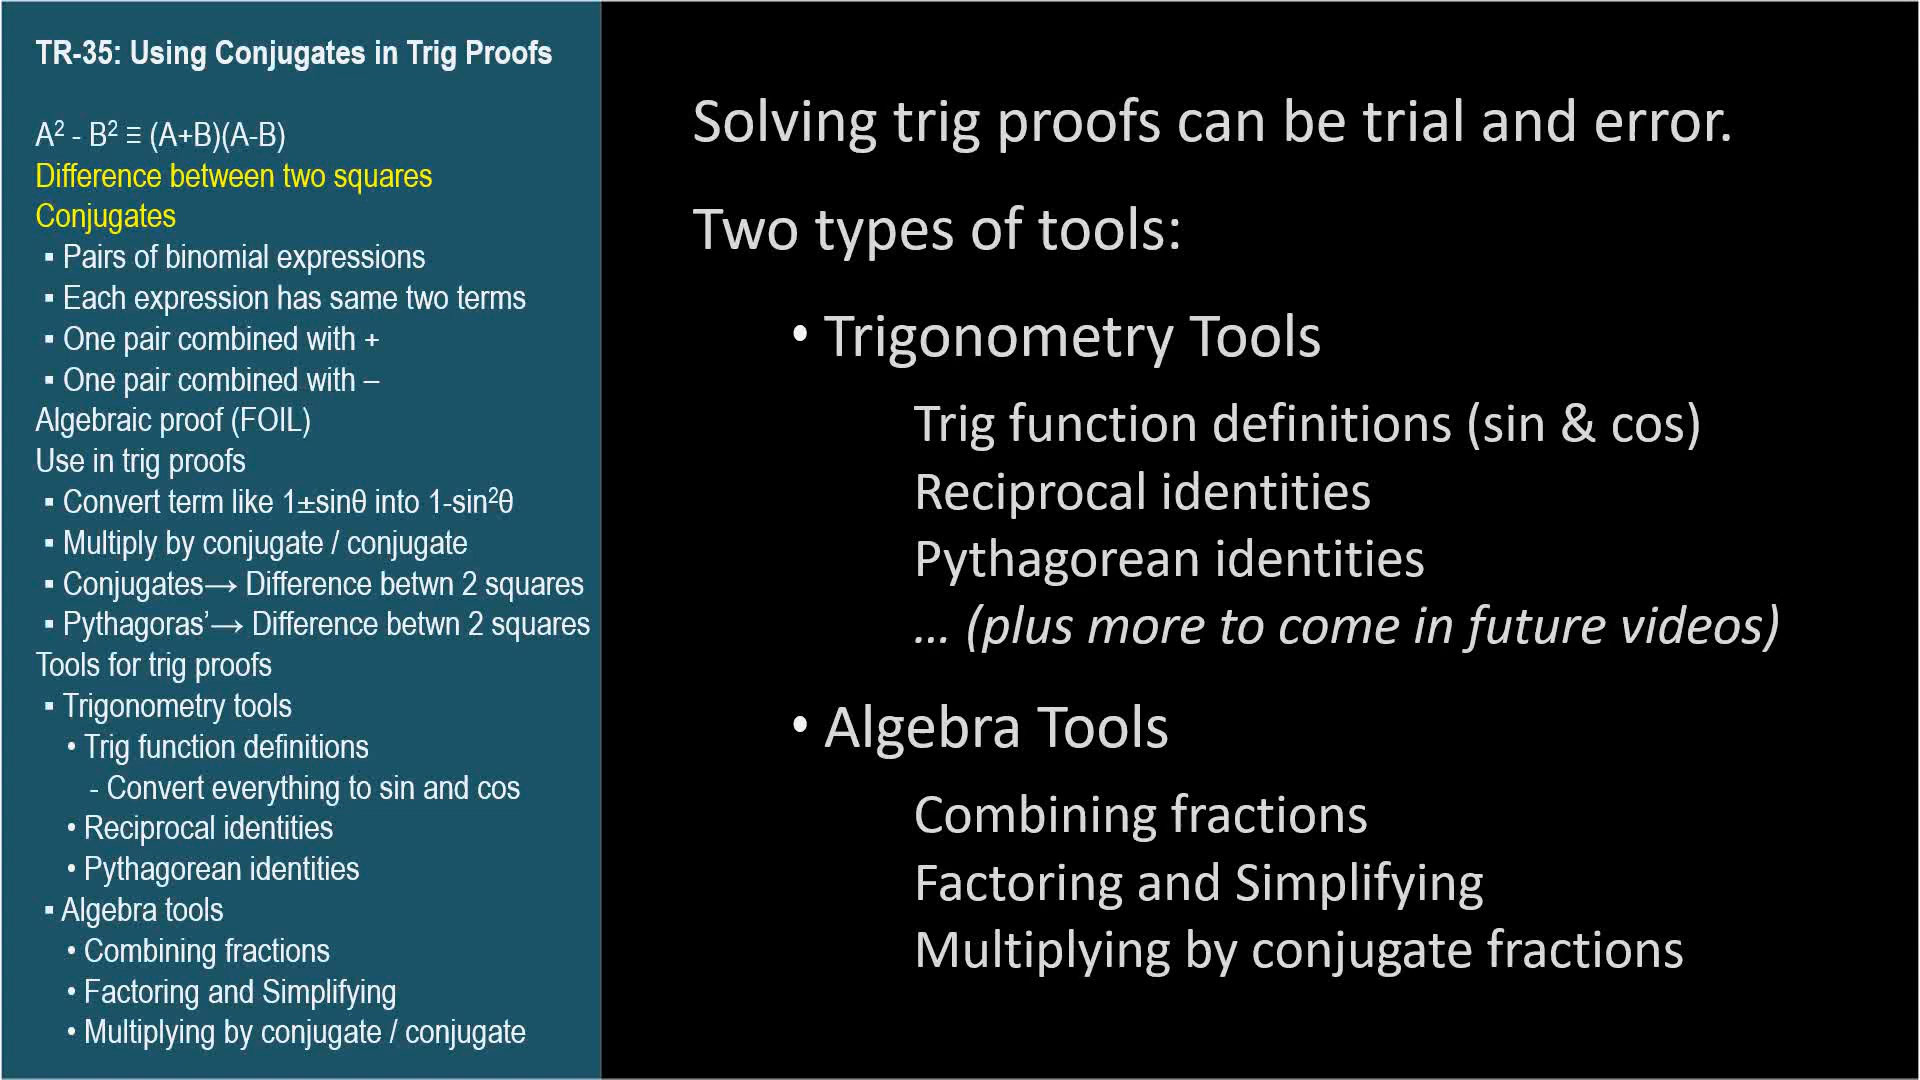 TR-35: Using Conjugates in Trig Proofs
A² - B² ≡ (A+B)(A-B)
Difference between two squares
Conjugates
▪ Pairs of binomial expressions
▪ Each expression has same two terms
▪ One pair combined with +
▪ One pair combined with –
Algebraic proof (FOIL)
Use in trig proofs
▪ Convert term like 1±sinθ into 1-sin²θ
▪ Multiply by conjugate / conjugate
▪ Conjugates→ Difference betwn 2 squares
▪ Pythagoras’→ Difference betwn 2 squares
Tools for trig proofs
▪ Trigonometry tools
• Trig function definitions
- Convert everything to sin and cos
• Reciprocal identities
• Pythagorean identities
▪ Algebra tools
• Combining fractions
• Factoring and Simplifying
• Multiplying by conjugate / conjugate
Solving trig proofs can be trial and error.
Two types of tools:
• Trigonometry Tools
Trig function definitions (sin & cos)
Reciprocal identities
Pythagorean identities
... (plus more to come in future videos)
• Algebra Tools
Combining fractions
Factoring and Simplifying
Multiplying by conjugate fractions